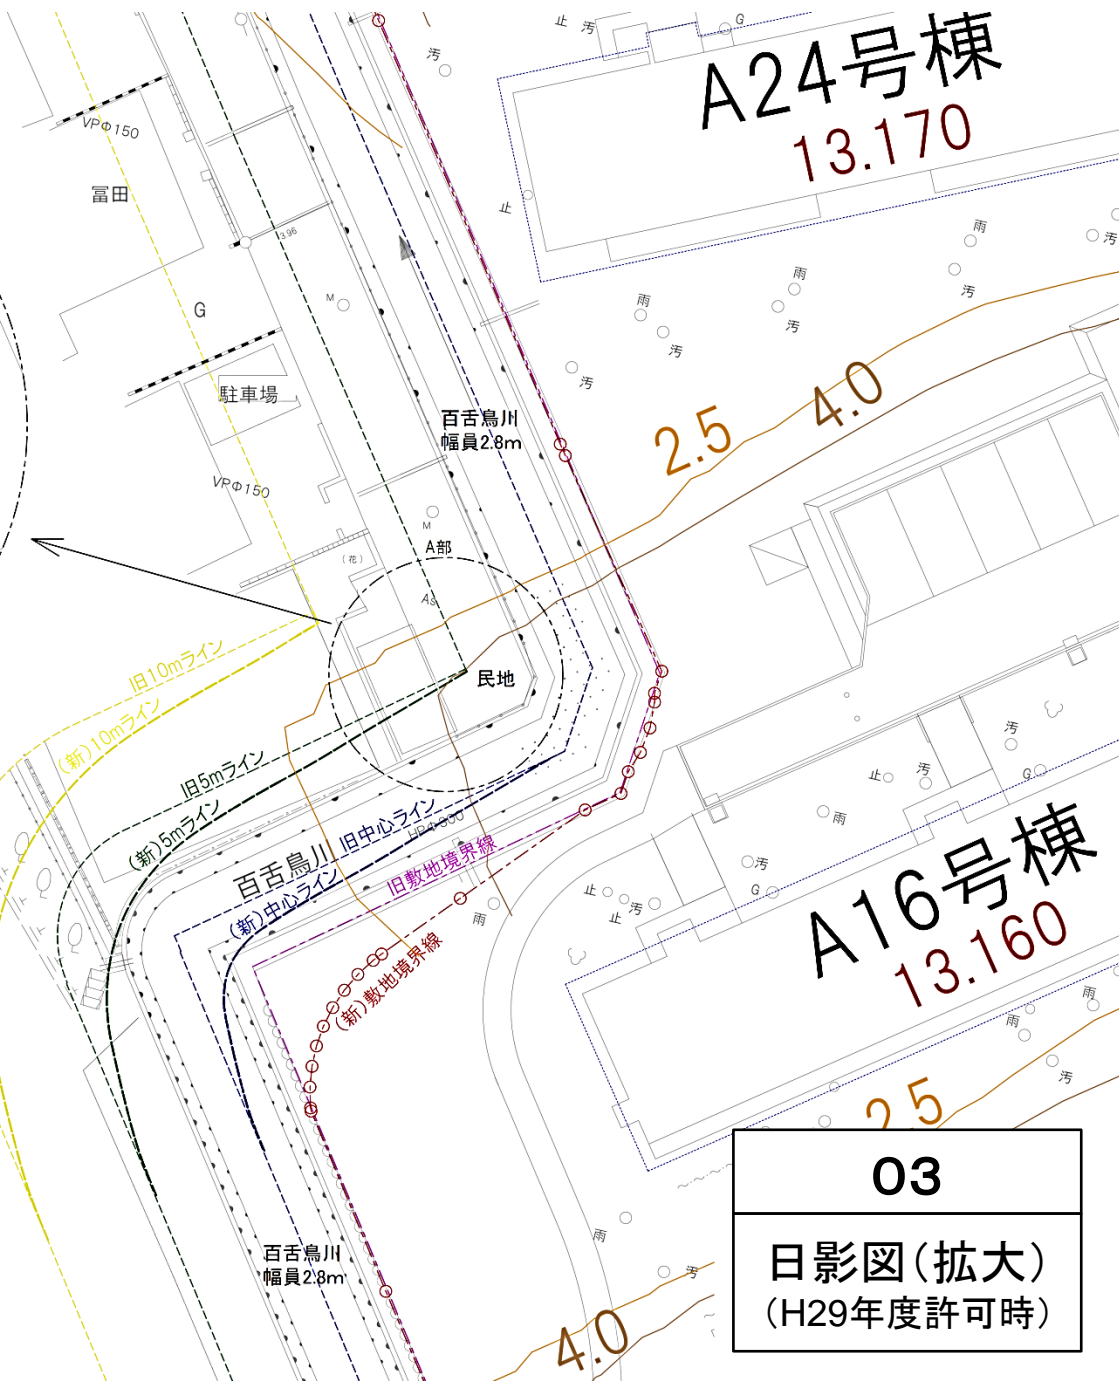 止
汚
G
汚
A24号棟
13.170
VPΦ150
冨田
止
雨
汚
3.96
雨
汚
M
G
雨
汚
汚
汚
4.0
駐車場
百舌鳥川
幅員2.8m
2.5
VPΦ150
M
A部
(花)
As
旧10mライン
民地
(新)10mライン
汚
旧5mライン
止
汚
G
(新)5mライン
旧中心ライン
HPΦ800
雨
百舌鳥川
旧敷地境界線
汚
A16号棟
13.160
止
G
(新)中心ライン
雨
止
汚
(新)敷地境界線
雨
雨
汚
2.5
03
雨
百舌鳥川
幅員2.8m
汚
日影図(拡大)
(H29年度許可時)
4.0